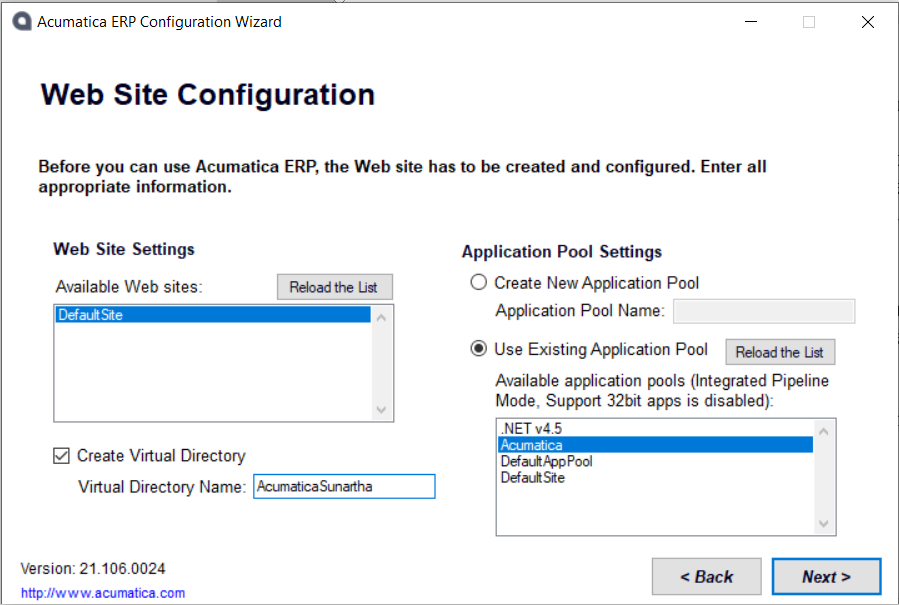 Acumatica ERP Configuration Wizard
Web Site Configuration
Before you can use Acumatica ERP, the Web site has to be created and configured. Enter all
appropriate information.
Web Site Settings
Available Web sites:
Reload the List
DefaultSite
Create Virtual Directory
Virtual Directory Name:
AcumaticaSunartha
Application Pool Settings
Create New Application Pool
Application Pool Name:
Use Existing Application Pool
Reload the List
Available application pools (Integrated Pipeline
Mode, Support 32bit apps is disabled):
.NET v4.5
Acumatica
DefaultAppPool
DefaultSite
Version: 21.106.0024
http://www.acumatica.com
< Back
Next >